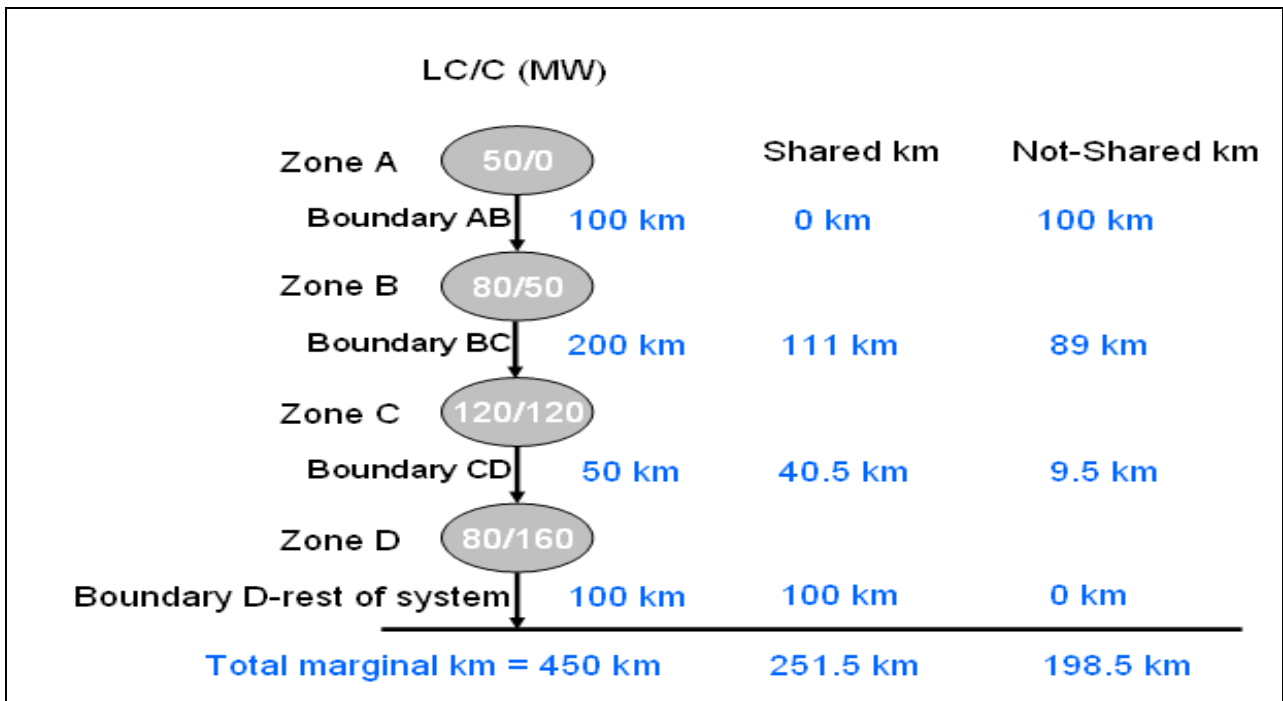 LC/C (MW)
Shared km Not-Shared km
Zone A 50/0
Boundary AB 100 km 0 km 100 km
Zone B 80/50
Boundary BC 200 km 111 km 89 km
Zone C 120/120
Boundary CD 50 km 40.5 km 9.5 km
Zone D 80/160
Boundary D-rest of system 100 km 100 km 0 km
Total marginal km = 450 km 251.5 km 198.5 km